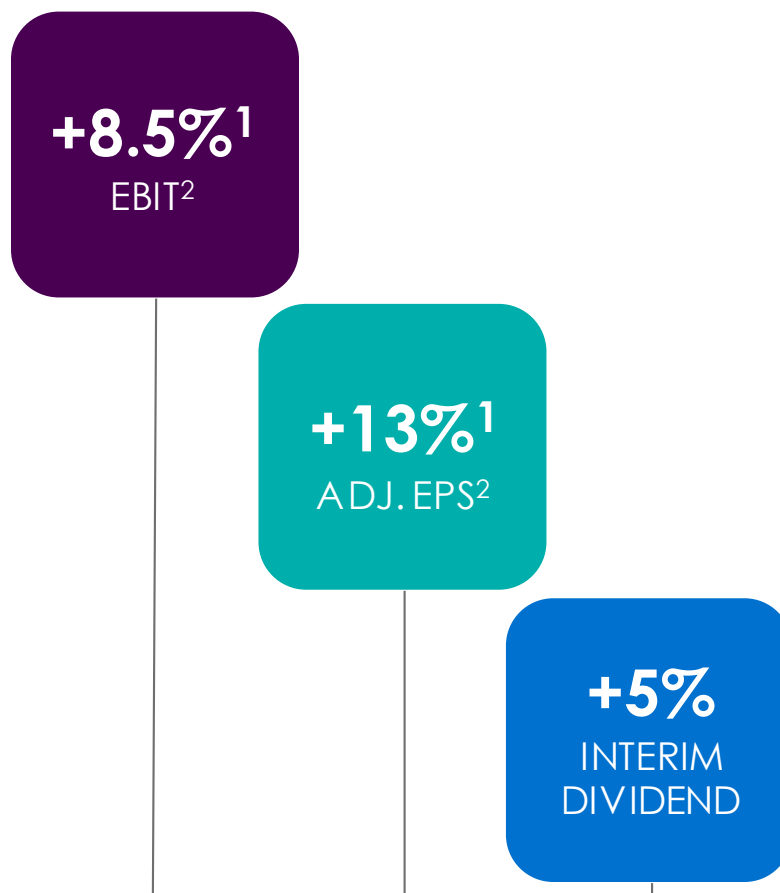 +8.5%¹
EBIT²
+13%¹
ADJ. EPS²
+5%
INTERIM
DIVIDEND